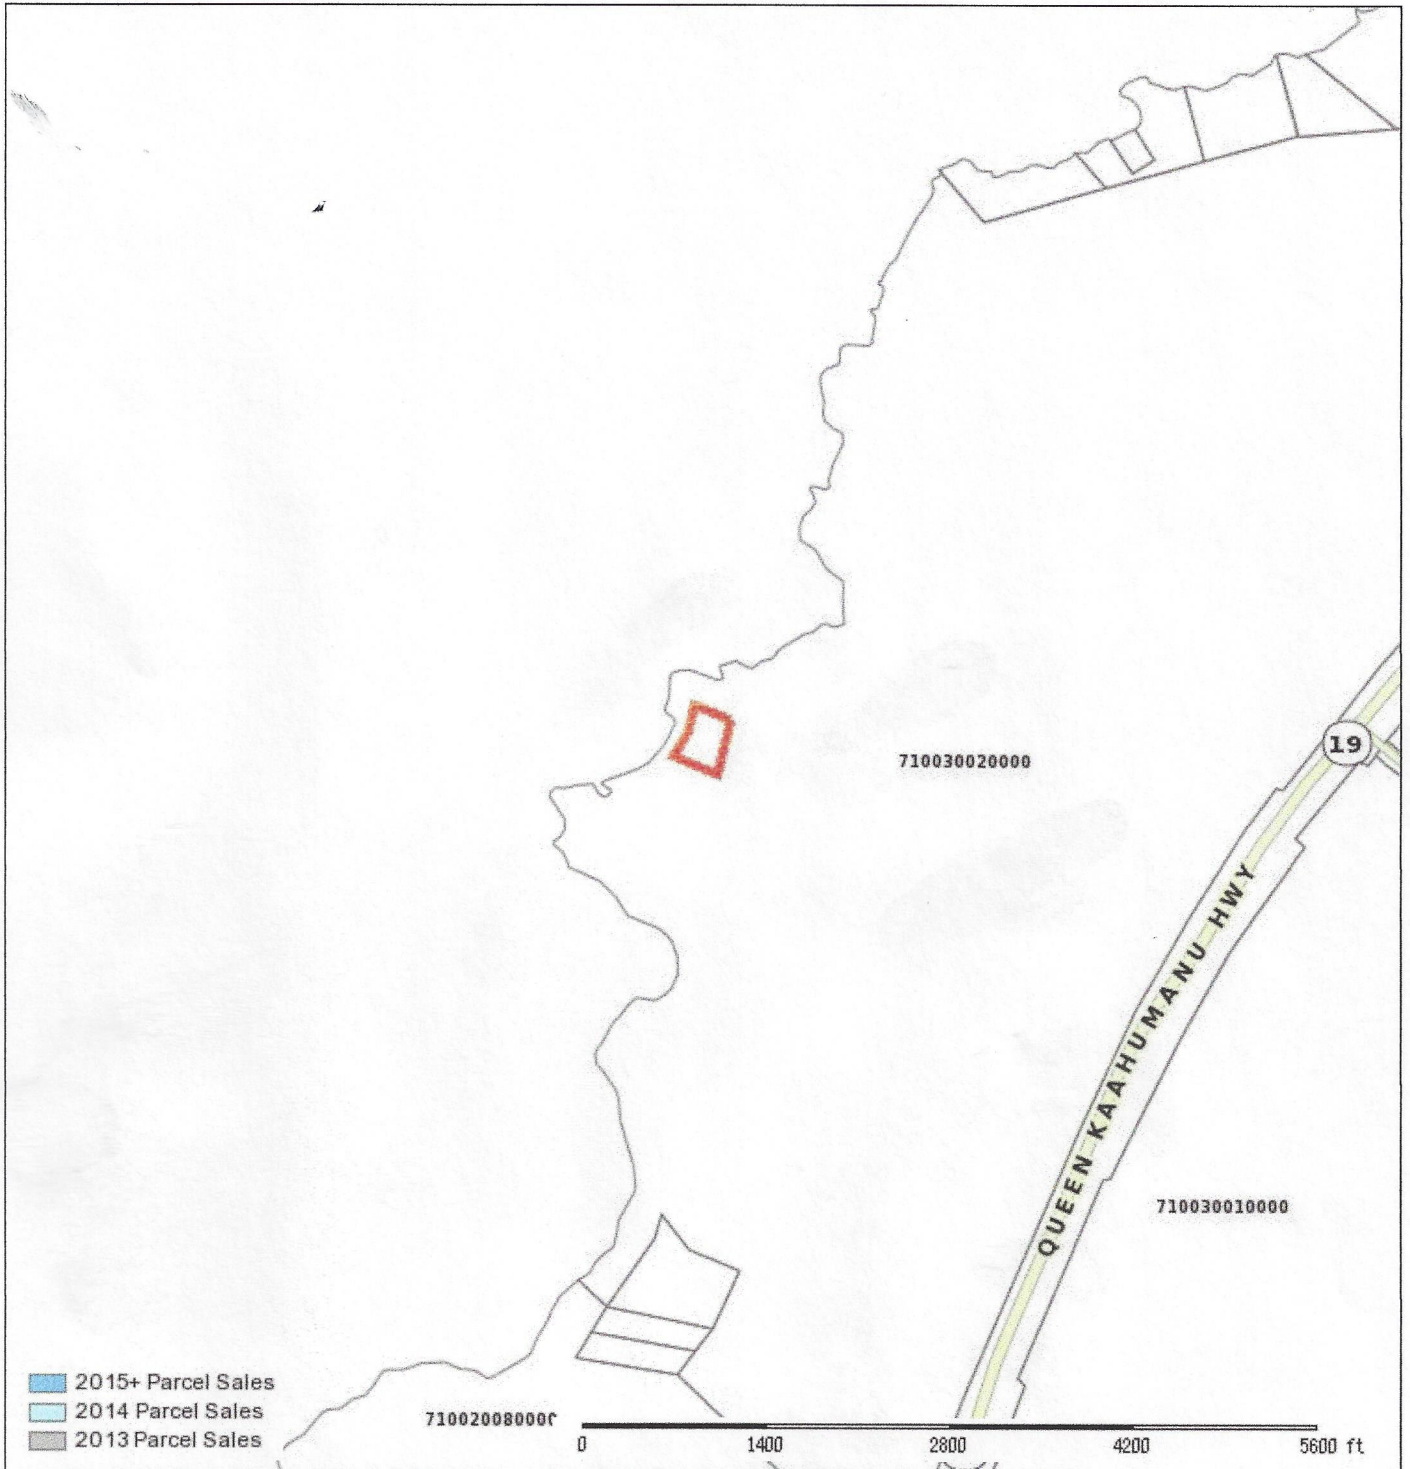 19
710030020000
QUEEN KAAHUMANU HWY
710030010000
2015+ Parcel Sales
2014 Parcel Sales
2013 Parcel Sales
71002008000
0 1400 2800 4200 5600 ft